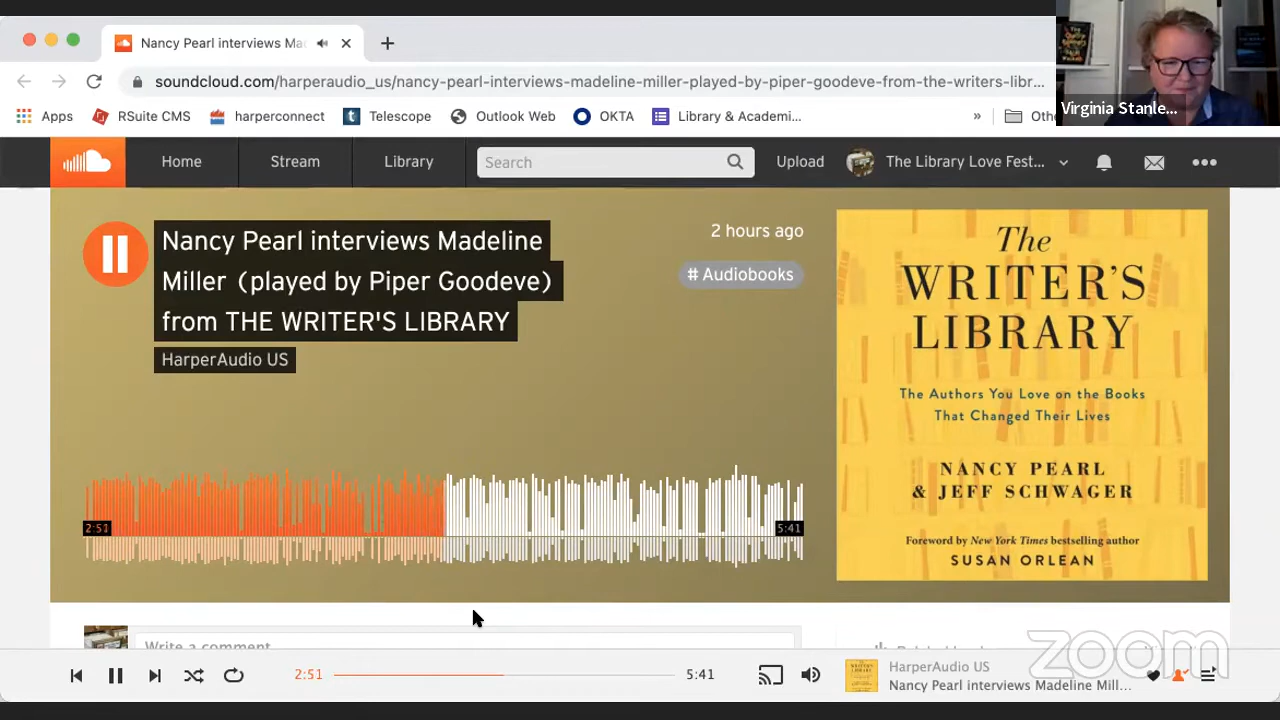 Nancy Pearl interviews Ma
soundcloud.com/harperaudio_us/nancy-pearl-interviews-madeline-miller-played-by-piper-goodeve-from-the-writers-libr...
Virginia Stanle...
Apps
RSuite CMS
harperconnect
Telescope
Outlook Web
OKTA
Library & Academi...
»
Othe
Home
Stream
Library
Search
Upload
The Library Love Fest...
Nancy Pearl interviews Madeline
Miller (played by Piper Goodeve)
from THE WRITER'S LIBRARY
HarperAudio US
2 hours ago
# Audiobooks
The
WRITER'S
LIBRARY
The Authors You Love on the Books
That Changed Their Lives
NANCY PEARL
& JEFF SCHWAGER
Foreword by New York Times bestselling author
SUSAN ORLEAN
2:51
5:41
Write a comment
zoom
2:51
5:41
HarperAudio US
Nancy Pearl interviews Madeline Mill...